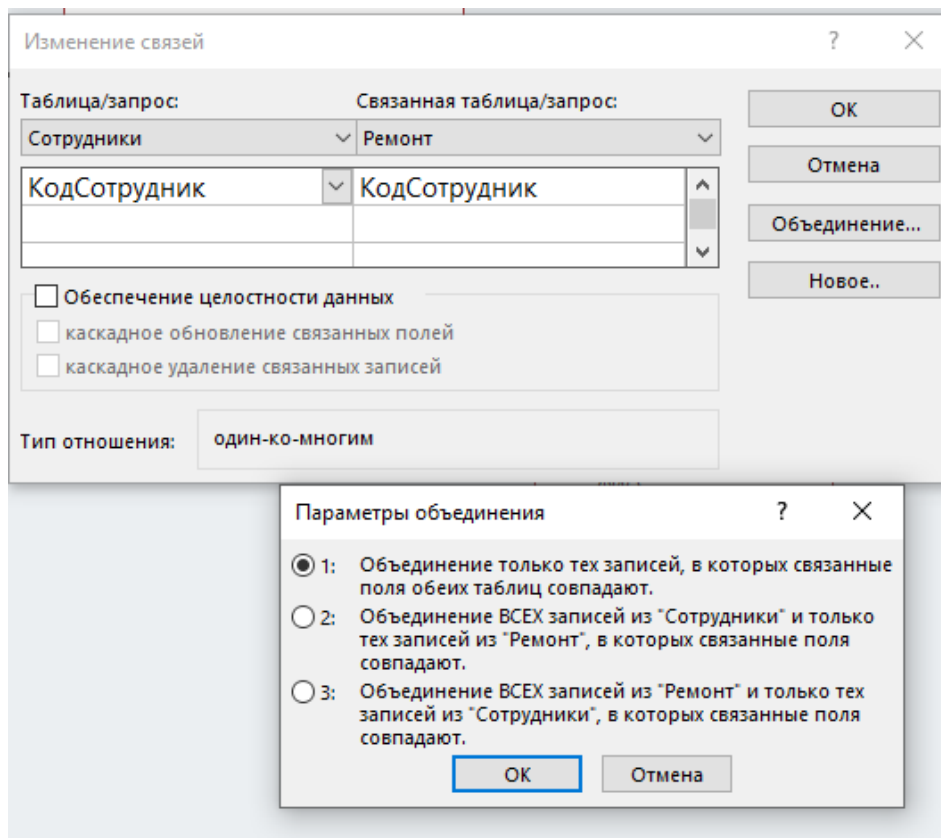 Изменение связей
Таблица/запрос: Связанная таблица/запрос:
Сотрудники Ремонт
КодСотрудник КодСотрудник
ОК
Отмена
Объединение...
Новое..
Обеспечение целостности данных
каскадное обновление связанных полей
каскадное удаление связанных записей
Тип отношения: один-ко-многим
Параметры объединения
1: Объединение только тех записей, в которых связанные
поля обеих таблиц совпадают.
2: Объединение ВСЕХ записей из "Сотрудники" и только
тех записей из "Ремонт", в которых связанные поля
совпадают.
3: Объединение ВСЕХ записей из "Ремонт" и только тех
записей из "Сотрудники", в которых связанные поля
совпадают.
ОК Отмена